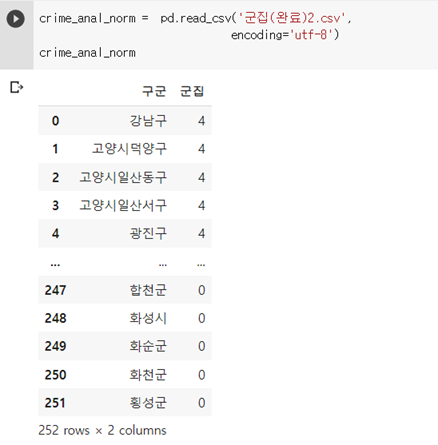 crime_anal_norm = pd.read_csv('군집(완료)2.csv',
encoding='utf-8')
crime_anal_norm
구군 군집
0 강남구 4
1 고양시덕양구 4
2 고양시일산동구 4
3 고양시일산서구 4
4 광진구 4
... ... ...
247 합천군 0
248 화성시 0
249 화순군 0
250 화천군 0
251 횡성군 0
252 rows × 2 columns